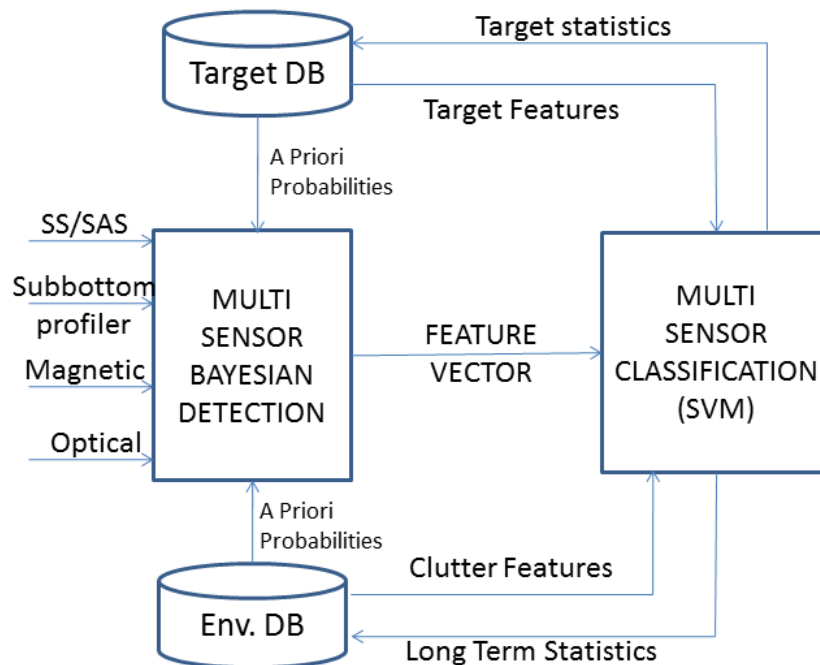 Target statistics
Target DB
Target Features
A Priori
Probabilities
SS/SAS
Subbottom
profiler
Magnetic
Optical
MULTI
SENSOR
BAYESIAN
DETECTION
FEATURE
VECTOR
MULTI
SENSOR
CLASSIFICATION
(SVM)
A Priori
Probabilities
Clutter Features
Env. DB
Long Term Statistics